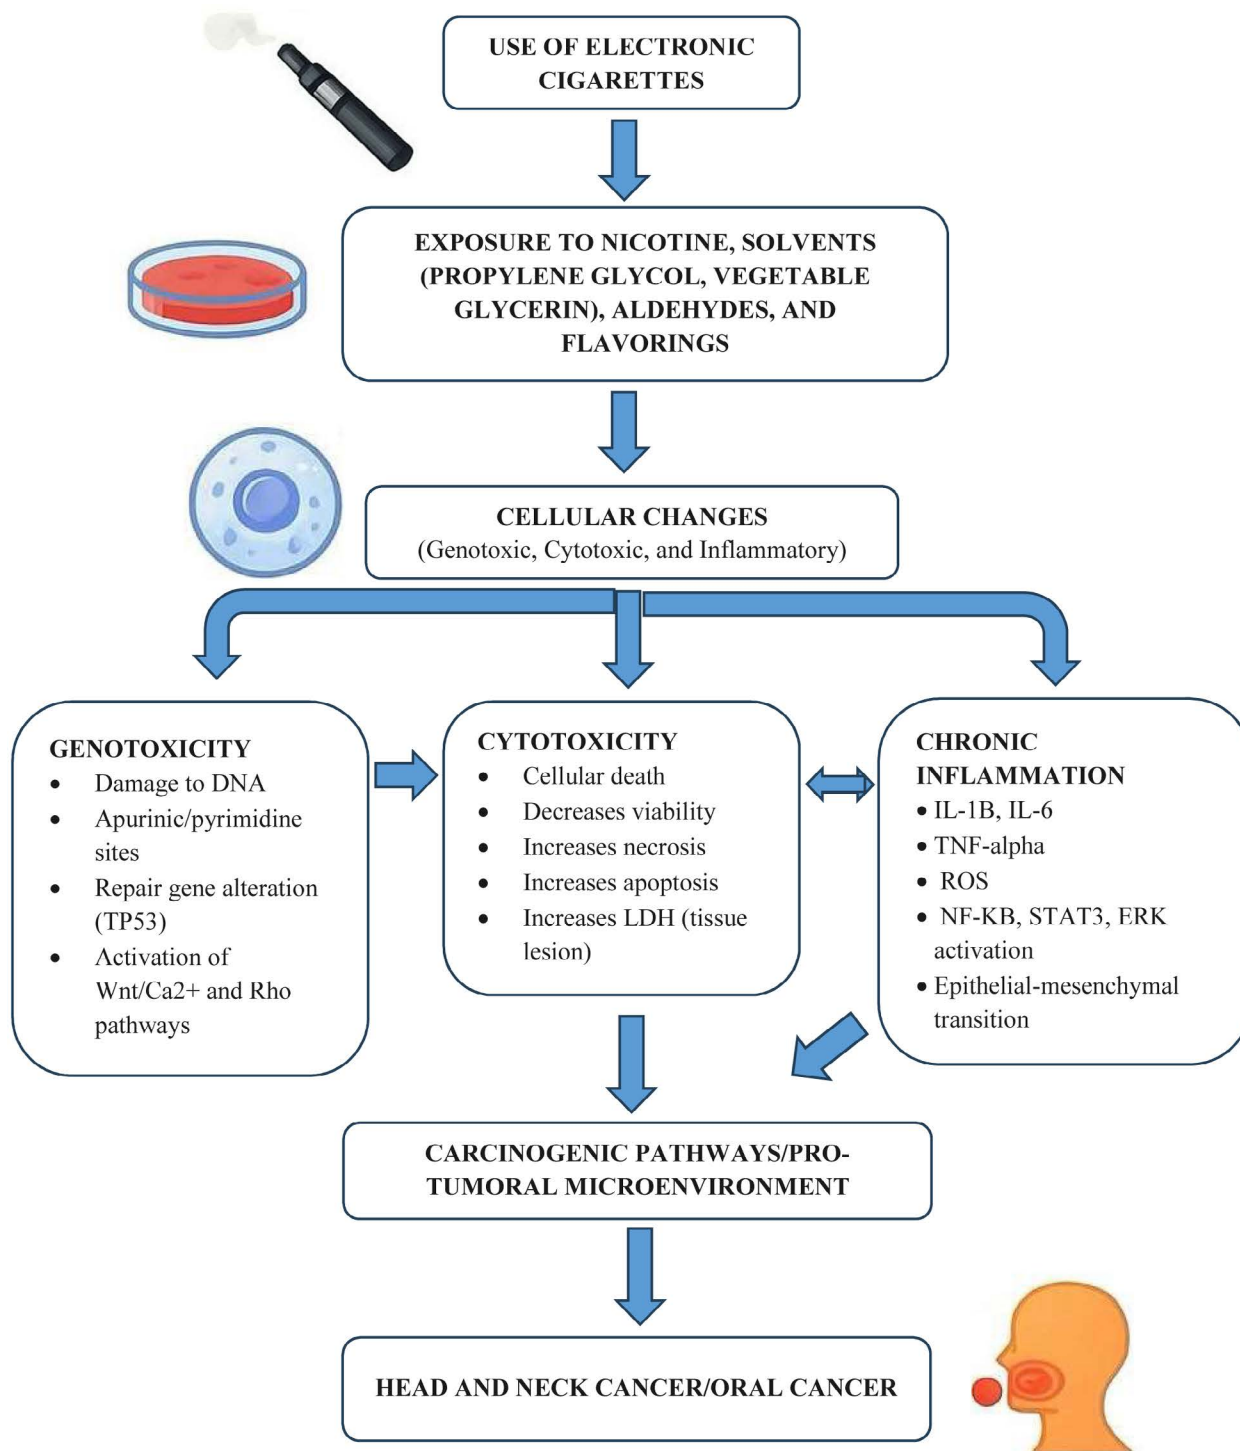 USE OF ELECTRONIC
CIGARETTES
EXPOSURE TO NICOTINE, SOLVENTS
(PROPYLENE GLYCOL, VEGETABLE
GLYCERIN), ALDEHYDES, AND
FLAVORINGS
CELLULAR CHANGES
(Genotoxic, Cytotoxic, and Inflammatory)
GENOTOXICITY
• Damage to DNA
• Apurinic/pyrimidine
sites
• Repair gene alteration
(TP53)
• Activation of
Wnt/Ca2+ and Rho
pathways
CYTOTOXICITY
• Cellular death
• Decreases viability
• Increases necrosis
• Increases apoptosis
• Increases LDH (tissue
lesion)
CHRONIC
INFLAMMATION
• IL-1B, IL-6
• TNF-alpha
• ROS
• NF-KB, STAT3, ERK
activation
• Epithelial-mesenchymal
transition
CARCINOGENIC PATHWAYS/PRO-
TUMORAL MICROENVIRONMENT
HEAD AND NECK CANCER/ORAL CANCER